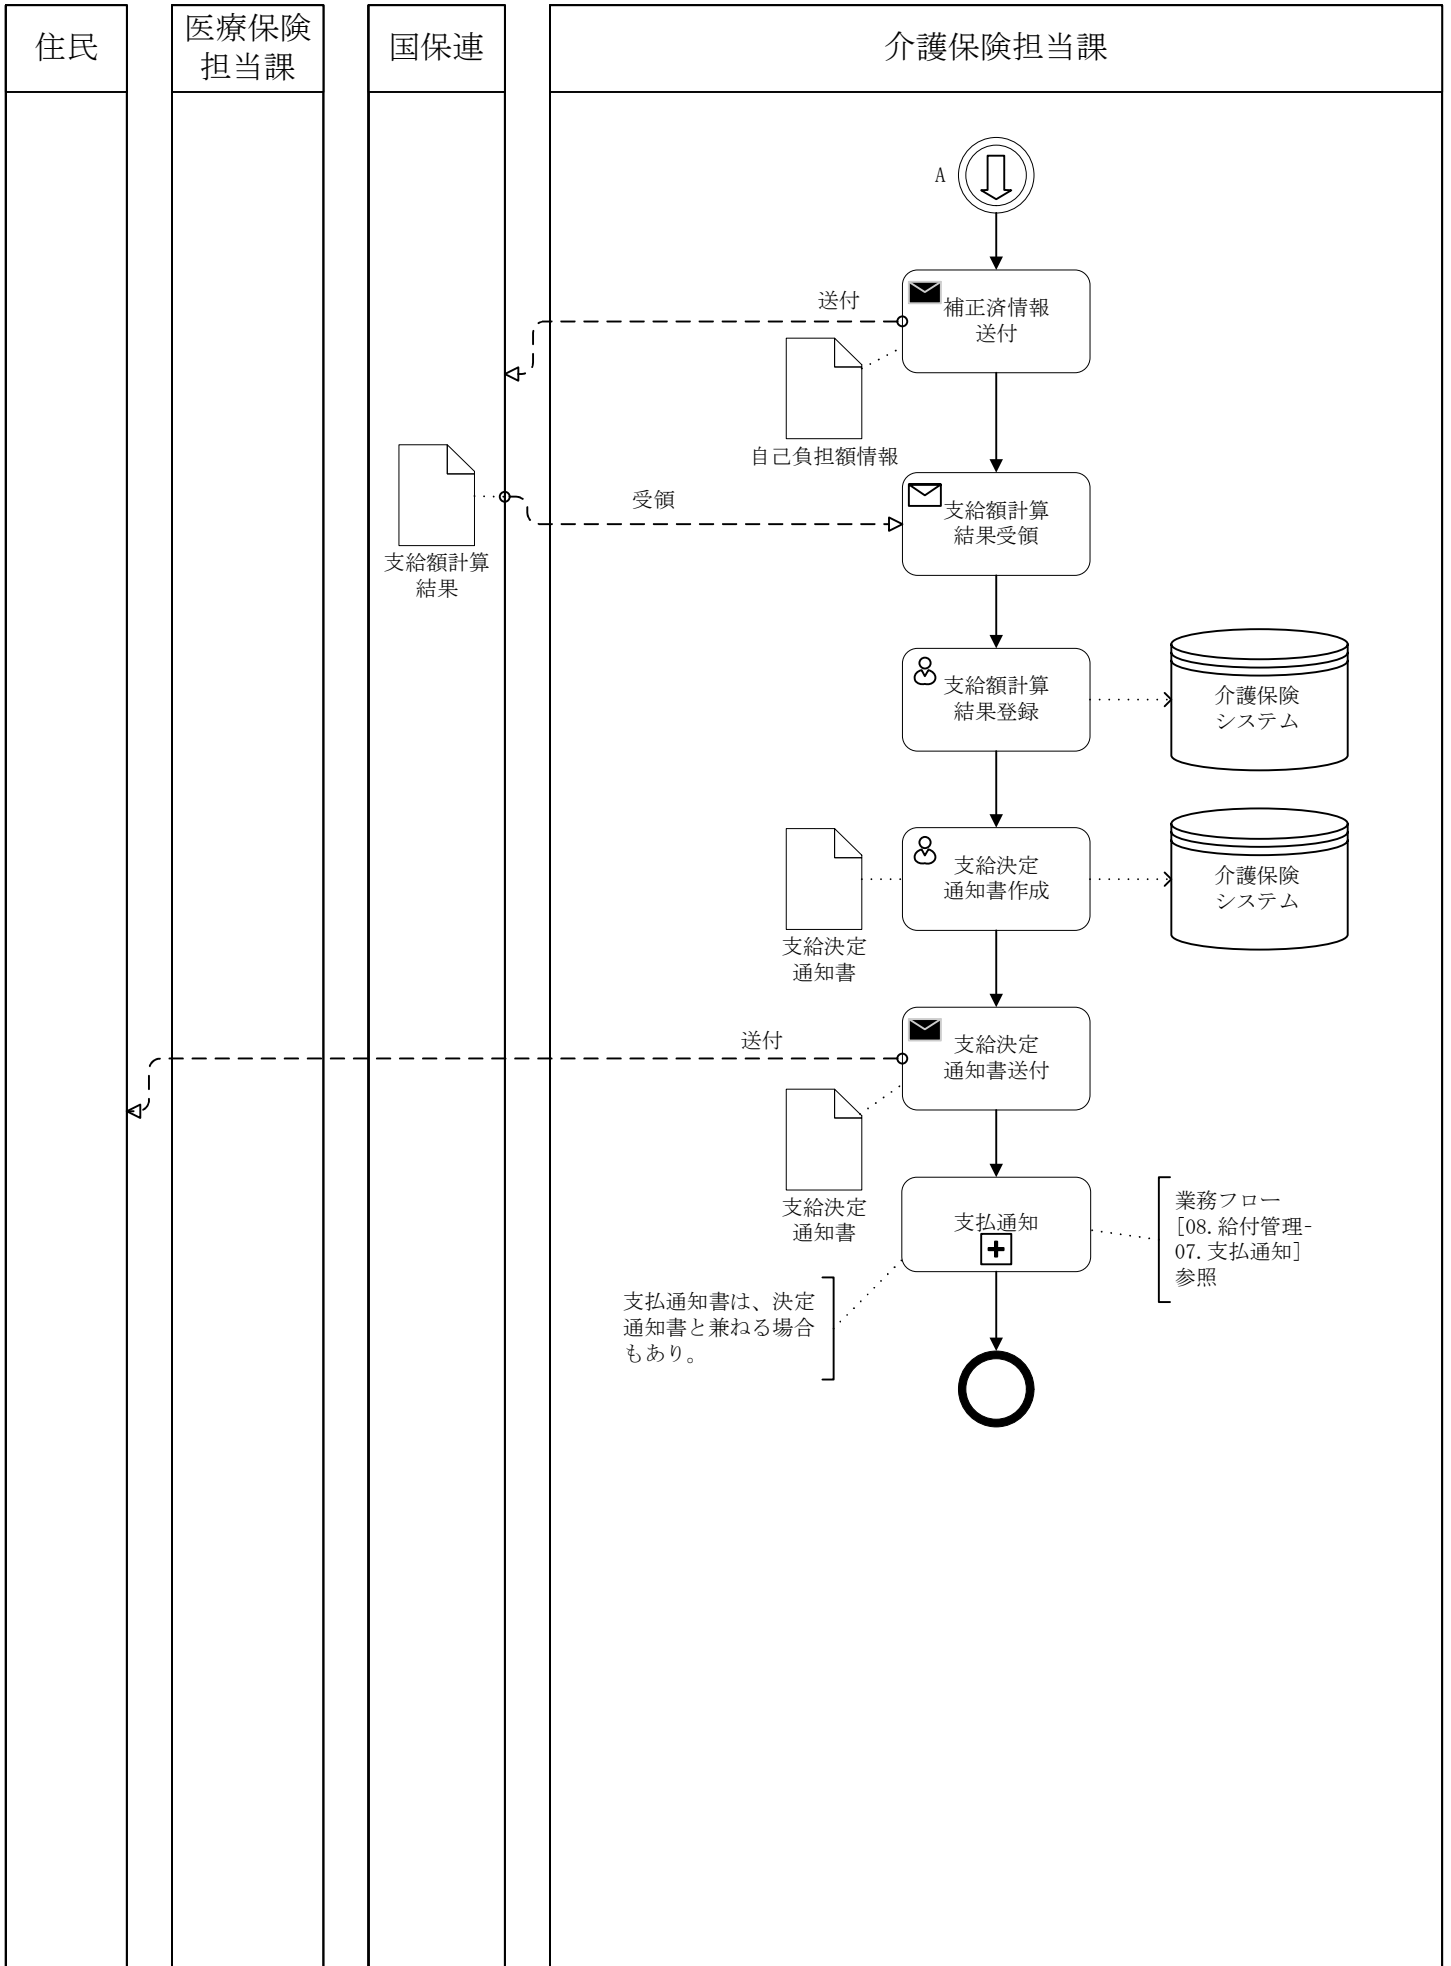 住民
医療保険
担当課
国保連
介護保険担当課
A
送付
補正済情報
送付
自己負担額情報
受領
支給額計算
結果受領
支給額計算
結果
支給額計算
結果登録
介護保険
システム
支給決定
通知書作成
介護保険
システム
支給決定
通知書
送付
支給決定
通知書送付
支給決定
通知書
支払通知
業務フロー
[08.給付管理-
07.支払通知]
参照
支払通知書は、決定
通知書と兼ねる場合
もあり。